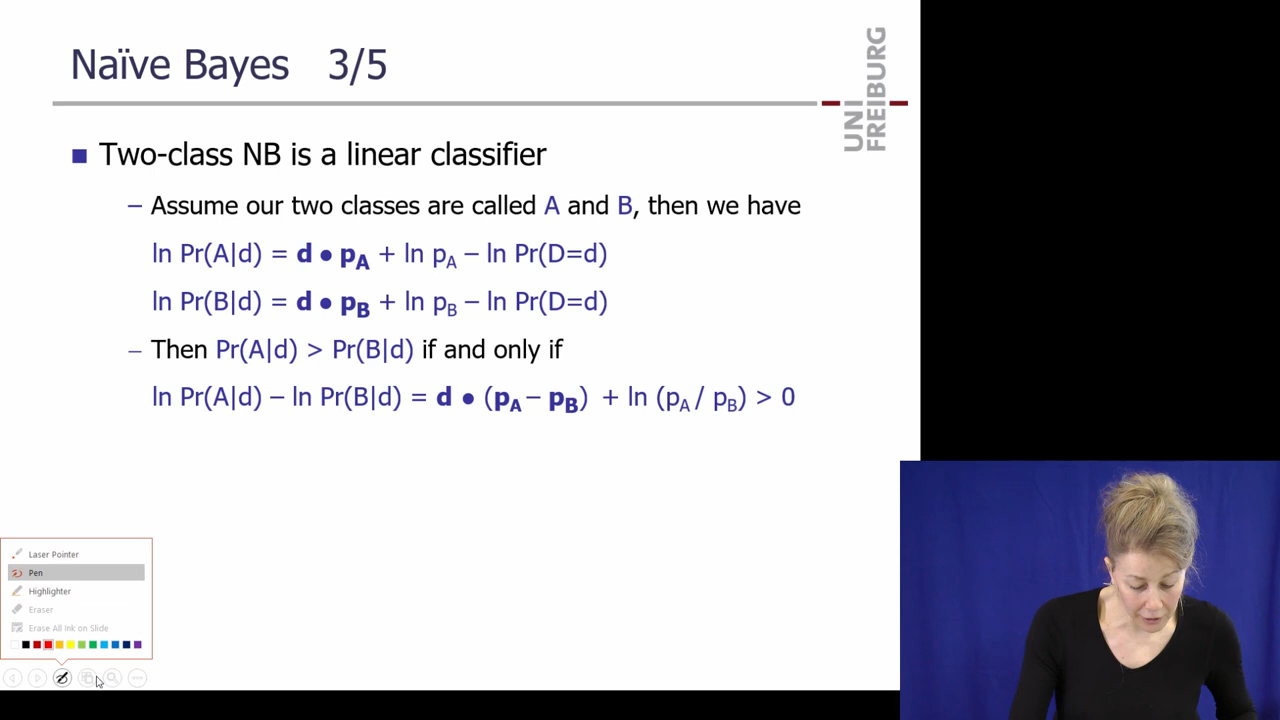 Naïve Bayes 3/5
UNI
FREIBURG
■ Two-class NB is a linear classifier
– Assume our two classes are called A and B, then we have
ln Pr(A|d) = d • pA + ln pA – ln Pr(D=d)
ln Pr(B|d) = d • pB + ln pB – ln Pr(D=d)
– Then Pr(A|d) > Pr(B|d) if and only if
ln Pr(A|d) – ln Pr(B|d) = d • (pA – pB) + ln (pA / pB) > 0
Laser Pointer
Pen
Highlighter
Eraser
Erase All Ink on Slide